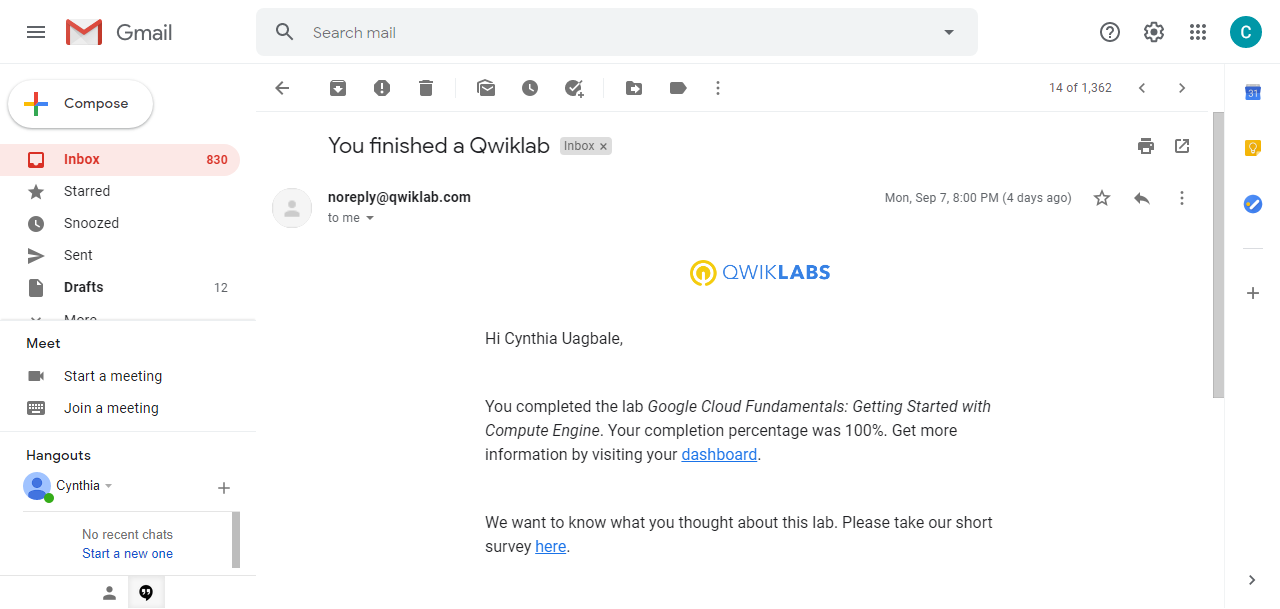 Gmail
Search mail
C
Compose
14 of 1,362
31
Inbox 830
Starred
Snoozed
Sent
Drafts 12
More
Meet
Start a meeting
Join a meeting
Hangouts
Cynthia
No recent chats
Start a new one
You finished a Qwiklab Inbox x
noreply@qwiklab.com
Mon, Sep 7, 8:00 PM (4 days ago)
to me
QWIKLABS
Hi Cynthia Uagbale,
You completed the lab Google Cloud Fundamentals: Getting Started with
Compute Engine. Your completion percentage was 100%. Get more
information by visiting your dashboard.
We want to know what you thought about this lab. Please take our short
survey here.